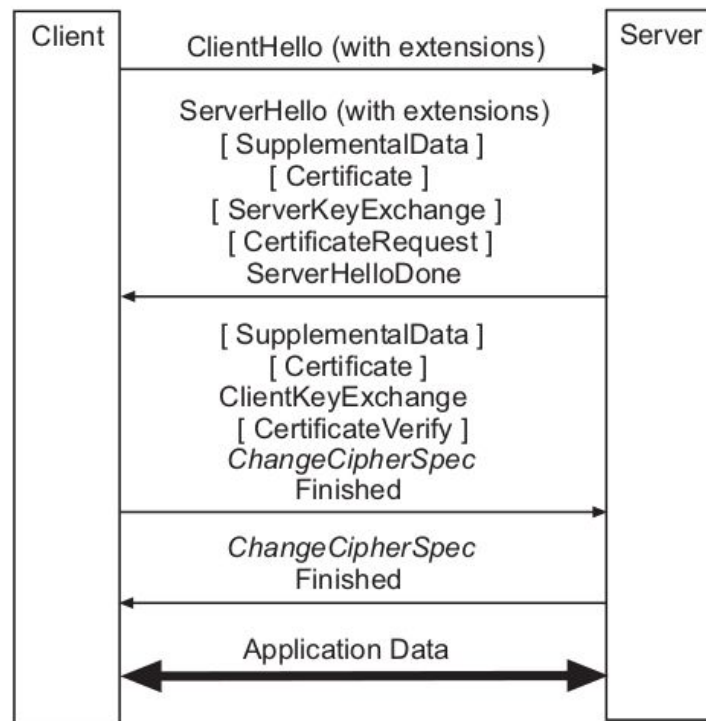 Client
Server
ClientHello (with extensions)
ServerHello (with extensions)
[ SupplementalData ]
[ Certificate ]
[ ServerKeyExchange ]
[ CertificateRequest ]
ServerHelloDone
[ SupplementalData ]
[ Certificate ]
ClientKeyExchange
[ CertificateVerify ]
ChangeCipherSpec
Finished
ChangeCipherSpec
Finished
Application Data